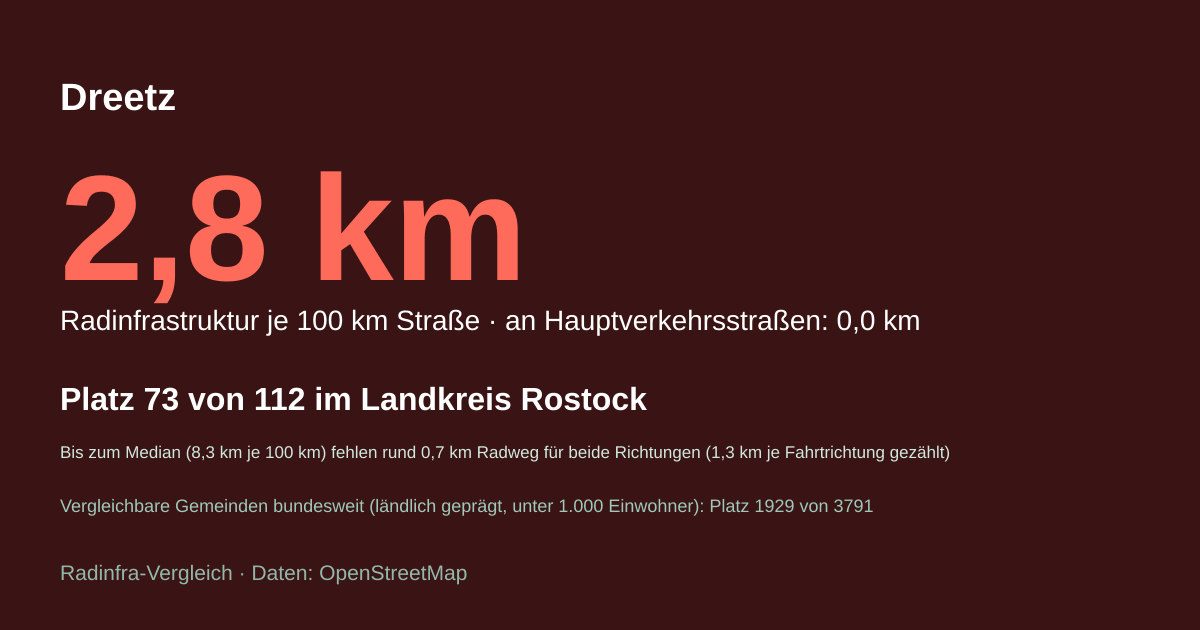 Dreetz
2,8 km
Radinfrastruktur je 100 km Straße · an Hauptverkehrsstraßen: 0,0 km
Platz 73 von 112 im Landkreis Rostock
Bis zum Median (8,3 km je 100 km) fehlen rund 0,7 km Radweg für beide Richtungen (1,3 km je Fahrtrichtung gezählt)
Vergleichbare Gemeinden bundesweit (ländlich geprägt, unter 1.000 Einwohner): Platz 1929 von 3791
Radinfra-Vergleich · Daten: OpenStreetMap